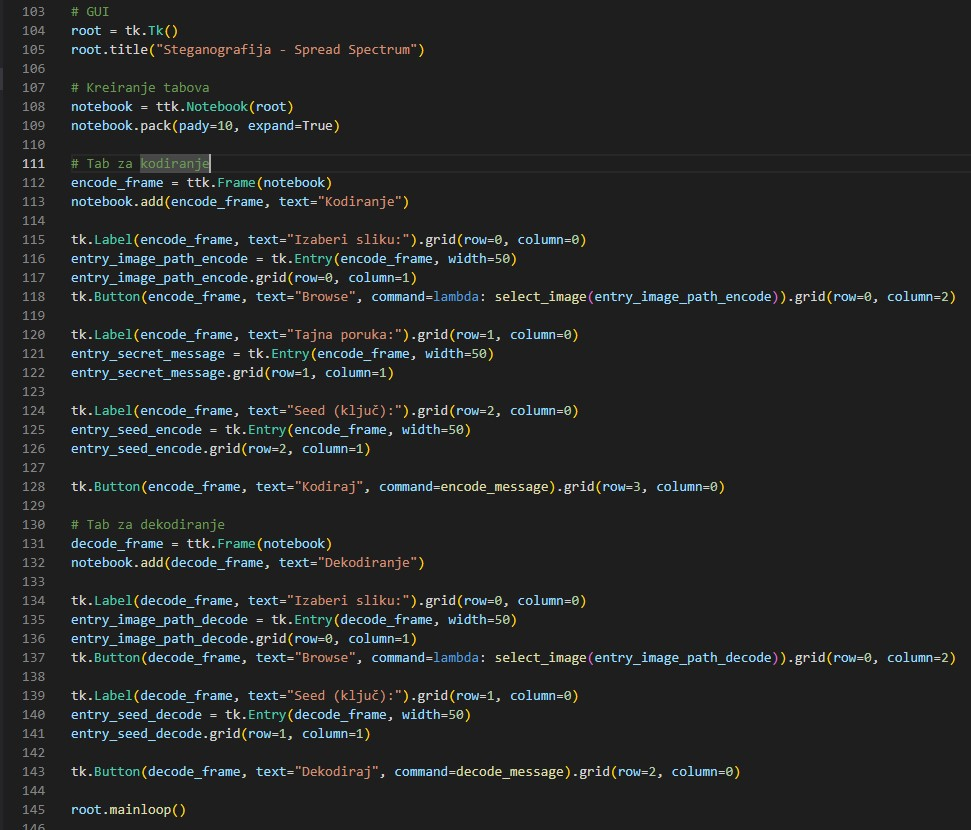 103 # GUI
104 root = tk.Tk()
105 root.title("Steganografija - Spread Spectrum")
106
107 # Kreiranje tabova
108 notebook = ttk.Notebook(root)
109 notebook.pack(pady=10, expand=True)
110
111 # Tab za kodiranje
112 encode_frame = ttk.Frame(notebook)
113 notebook.add(encode_frame, text="Kodiranje")
114
115 tk.Label(encode_frame, text="Izaberi sliku:").grid(row=0, column=0)
116 entry_image_path_encode = tk.Entry(encode_frame, width=50)
117 entry_image_path_encode.grid(row=0, column=1)
118 tk.Button(encode_frame, text="Browse", command=lambda: select_image(entry_image_path_encode)).grid(row=0, column=2)
119
120 tk.Label(encode_frame, text="Tajna poruka:").grid(row=1, column=0)
121 entry_secret_message = tk.Entry(encode_frame, width=50)
122 entry_secret_message.grid(row=1, column=1)
123
124 tk.Label(encode_frame, text="Seed (ključ):").grid(row=2, column=0)
125 entry_seed_encode = tk.Entry(encode_frame, width=50)
126 entry_seed_encode.grid(row=2, column=1)
127
128 tk.Button(encode_frame, text="Kodiraj", command=encode_message).grid(row=3, column=0)
129
130 # Tab za dekodiranje
131 decode_frame = ttk.Frame(notebook)
132 notebook.add(decode_frame, text="Dekodiranje")
133
134 tk.Label(decode_frame, text="Izaberi sliku:").grid(row=0, column=0)
135 entry_image_path_decode = tk.Entry(decode_frame, width=50)
136 entry_image_path_decode.grid(row=0, column=1)
137 tk.Button(decode_frame, text="Browse", command=lambda: select_image(entry_image_path_decode)).grid(row=0, column=2)
138
139 tk.Label(decode_frame, text="Seed (ključ):").grid(row=1, column=0)
140 entry_seed_decode = tk.Entry(decode_frame, width=50)
141 entry_seed_decode.grid(row=1, column=1)
142
143 tk.Button(decode_frame, text="Dekodiraj", command=decode_message).grid(row=2, column=0)
144
145 root.mainloop()
146